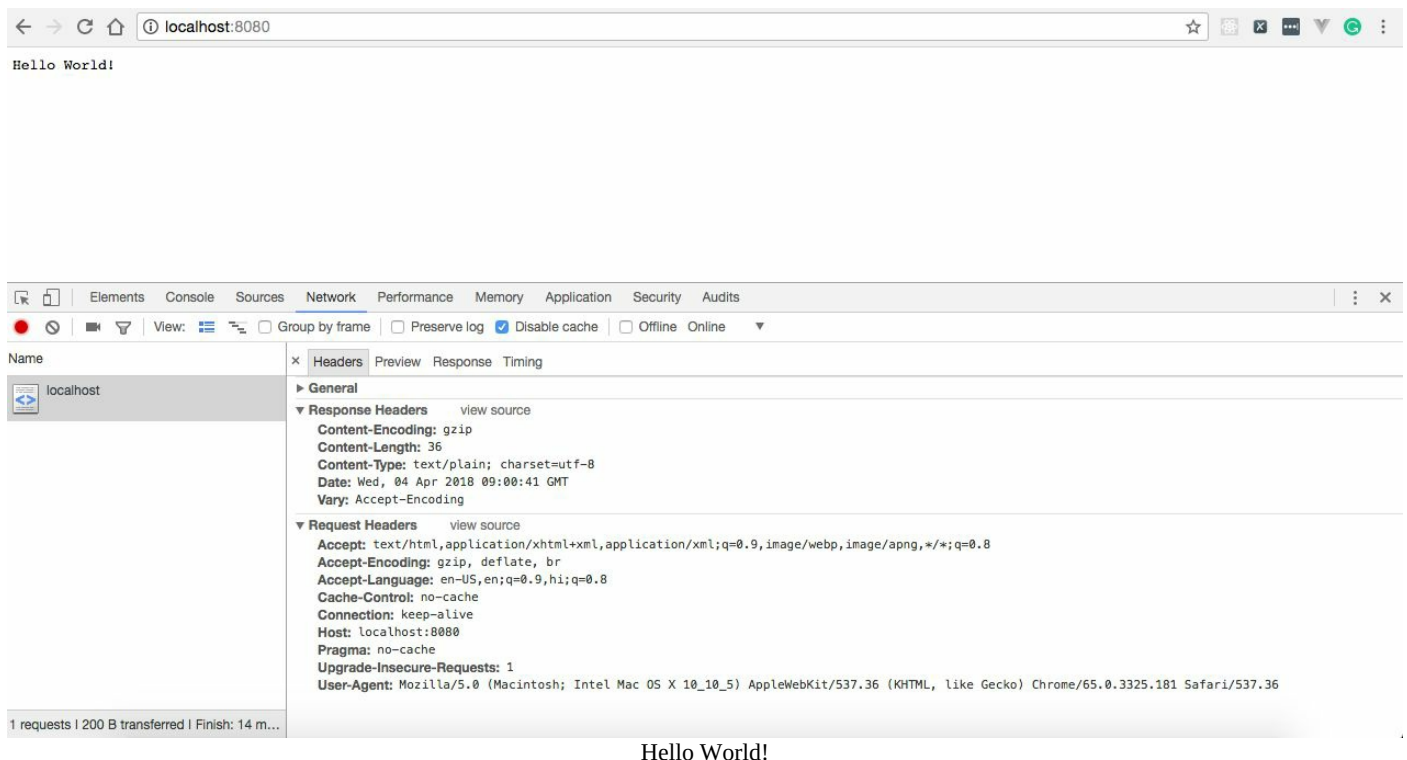 localhost:8080
Hello World!
Elements Console Sources Network Performance Memory Application Security Audits
View: Group by frame Preserve log Disable cache Offline Online
Name
Headers Preview Response Timing
localhost
General
Response Headers view source
Content-Encoding: gzip
Content-Length: 36
Content-Type: text/plain; charset=utf-8
Date: Wed, 04 Apr 2018 09:00:41 GMT
Vary: Accept-Encoding
Request Headers view source
Accept: text/html,application/xhtml+xml,application/xml;q=0.9,image/webp,image/apng,*/*;q=0.8
Accept-Encoding: gzip, deflate, br
Accept-Language: en-US,en;q=0.9,hi;q=0.8
Cache-Control: no-cache
Connection: keep-alive
Host: localhost:8080
Pragma: no-cache
Upgrade-Insecure-Requests: 1
User-Agent: Mozilla/5.0 (Macintosh; Intel Mac OS X 10_10_5) AppleWebKit/537.36 (KHTML, like Gecko) Chrome/65.0.3325.181 Safari/537.36
1 requests | 200 B transferred | Finish: 14 m...
Hello World!